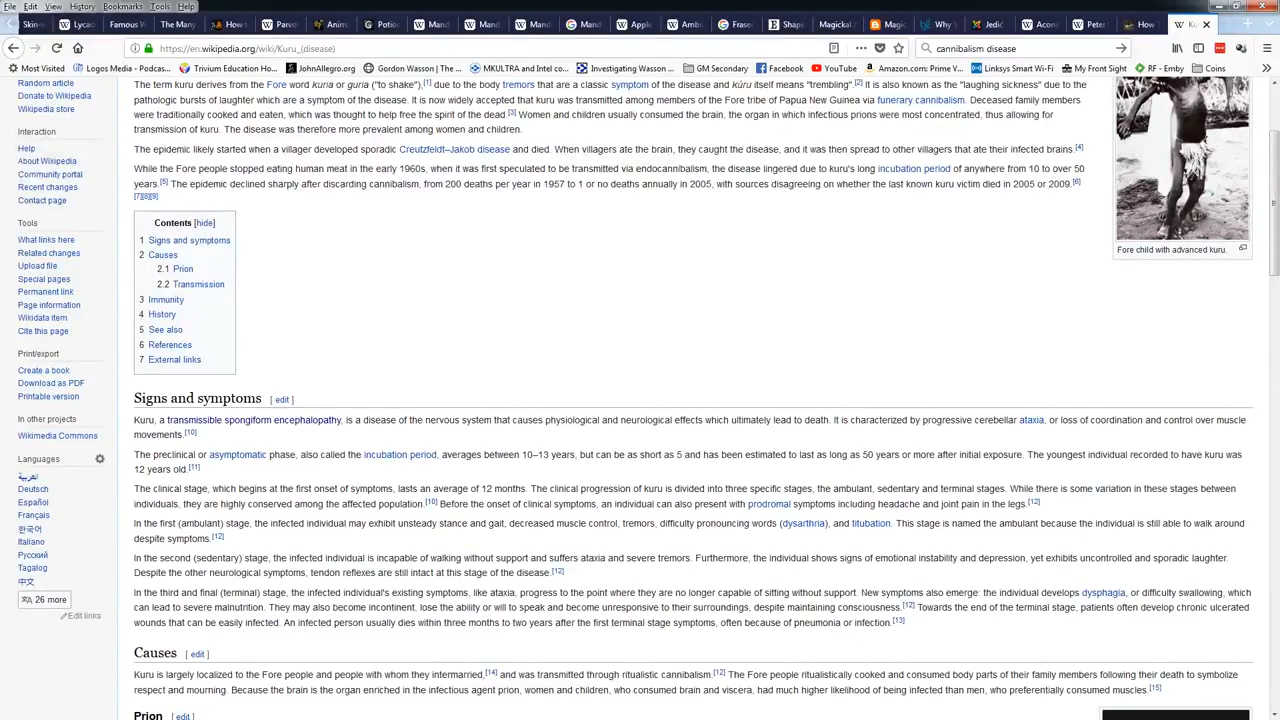 File Edit View History Bookmarks Tools Help
Skin- Lycan Famous W The Many How t Parvo Anima Potion Mand Mand Mand Mand Apple Amb Frase Shape Magickal Magic Why Jedi Aconi Peter How Ku
https://en.wikipedia.org/wiki/Kuru_(disease) cannibalism disease
Most Visited Logos Media - Podcas... Trivium Education Ho... JohnAllegro.org Gordon Wasson | The ... MKULTRA and Intel co... Investigating Wasson ... GM Secondary Facebook YouTube Amazon.com: Prime V... Linksys Smart Wi-Fi My Front Sight RF - Emby Coins
Random article
Donate to Wikipedia
Wikipedia store
Interaction
Help
About Wikipedia
Community portal
Recent changes
Contact page
Tools
What links here
Related changes
Upload file
Special pages
Permanent link
Page information
Wikidata item
Cite this page
Print/export
Create a book
Download as PDF
Printable version
In other projects
Wikimedia Commons
Languages
العربية
Deutsch
Español
Français
한국어
Italiano
Русский
Tagalog
中文
26 more
Edit links
The term kuru derives from the Fore word kuria or guria ("to shake"),[1] due to the body tremors that are a classic symptom of the disease and kúru itself means "trembling".[2] It is also known as the "laughing sickness" due to the
pathologic bursts of laughter which are a symptom of the disease. It is now widely accepted that kuru was transmitted among members of the Fore tribe of Papua New Guinea via funerary cannibalism. Deceased family members
were traditionally cooked and eaten, which was thought to help free the spirit of the dead.[3] Women and children usually consumed the brain, the organ in which infectious prions were most concentrated, thus allowing for
transmission of kuru. The disease was therefore more prevalent among women and children.
The epidemic likely started when a villager developed sporadic Creutzfeldt–Jakob disease and died. When villagers ate the brain, they caught the disease, and it was then spread to other villagers that ate their infected brains.[4]
While the Fore people stopped eating human meat in the early 1960s, when it was first speculated to be transmitted via endocannibalism, the disease lingered due to kuru's long incubation period of anywhere from 10 to over 50
years.[5] The epidemic declined sharply after discarding cannibalism, from 200 deaths per year in 1957 to 1 or no deaths annually in 2005, with sources disagreeing on whether the last known kuru victim died in 2005 or 2009.[6]
[7][8][9]
Fore child with advanced kuru.
Contents [hide]
1 Signs and symptoms
2 Causes
2.1 Prion
2.2 Transmission
3 Immunity
4 History
5 See also
6 References
7 External links
Signs and symptoms [ edit ]
Kuru, a transmissible spongiform encephalopathy, is a disease of the nervous system that causes physiological and neurological effects which ultimately lead to death. It is characterized by progressive cerebellar ataxia, or loss of coordination and control over muscle
movements.[10]
The preclinical or asymptomatic phase, also called the incubation period, averages between 10–13 years, but can be as short as 5 and has been estimated to last as long as 50 years or more after initial exposure. The youngest individual recorded to have kuru was
12 years old.[11]
The clinical stage, which begins at the first onset of symptoms, lasts an average of 12 months. The clinical progression of kuru is divided into three specific stages, the ambulant, sedentary and terminal stages. While there is some variation in these stages between
individuals, they are highly conserved among the affected population.[10] Before the onset of clinical symptoms, an individual can also present with prodromal symptoms including headache and joint pain in the legs.[12]
In the first (ambulant) stage, the infected individual may exhibit unsteady stance and gait, decreased muscle control, tremors, difficulty pronouncing words (dysarthria), and titubation. This stage is named the ambulant because the individual is still able to walk around
despite symptoms.[12]
In the second (sedentary) stage, the infected individual is incapable of walking without support and suffers ataxia and severe tremors. Furthermore, the individual shows signs of emotional instability and depression, yet exhibits uncontrolled and sporadic laughter.
Despite the other neurological symptoms, tendon reflexes are still intact at this stage of the disease.[12]
In the third and final (terminal) stage, the infected individual's existing symptoms, like ataxia, progress to the point where they are no longer capable of sitting without support. New symptoms also emerge: the individual develops dysphagia, or difficulty swallowing, which
can lead to severe malnutrition. They may also become incontinent, lose the ability or will to speak and become unresponsive to their surroundings, despite maintaining consciousness.[12] Towards the end of the terminal stage, patients often develop chronic ulcerated
wounds that can be easily infected. An infected person usually dies within three months to two years after the first terminal stage symptoms, often because of pneumonia or infection.[13]
Causes [ edit ]
Kuru is largely localized to the Fore people and people with whom they intermarried,[14] and was transmitted through ritualistic cannibalism.[12] The Fore people ritualistically cooked and consumed body parts of their family members following their death to symbolize
respect and mourning. Because the brain is the organ enriched in the infectious agent prion, women and children, who consumed brain and viscera, had much higher likelihood of being infected than men, who preferentially consumed muscles.[15]
Prion [ edit ]